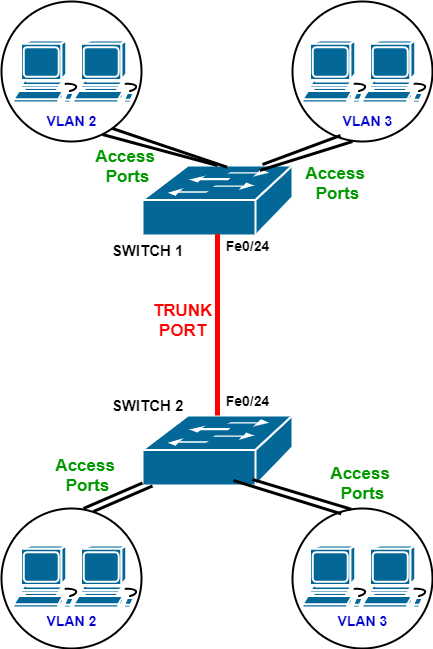 VLAN 2
VLAN 3
Access
Ports
Access
Ports
SWITCH 1
Fe0/24
TRUNK
PORT
SWITCH 2
Fe0/24
Access
Ports
Access
Ports
VLAN 2
VLAN 3